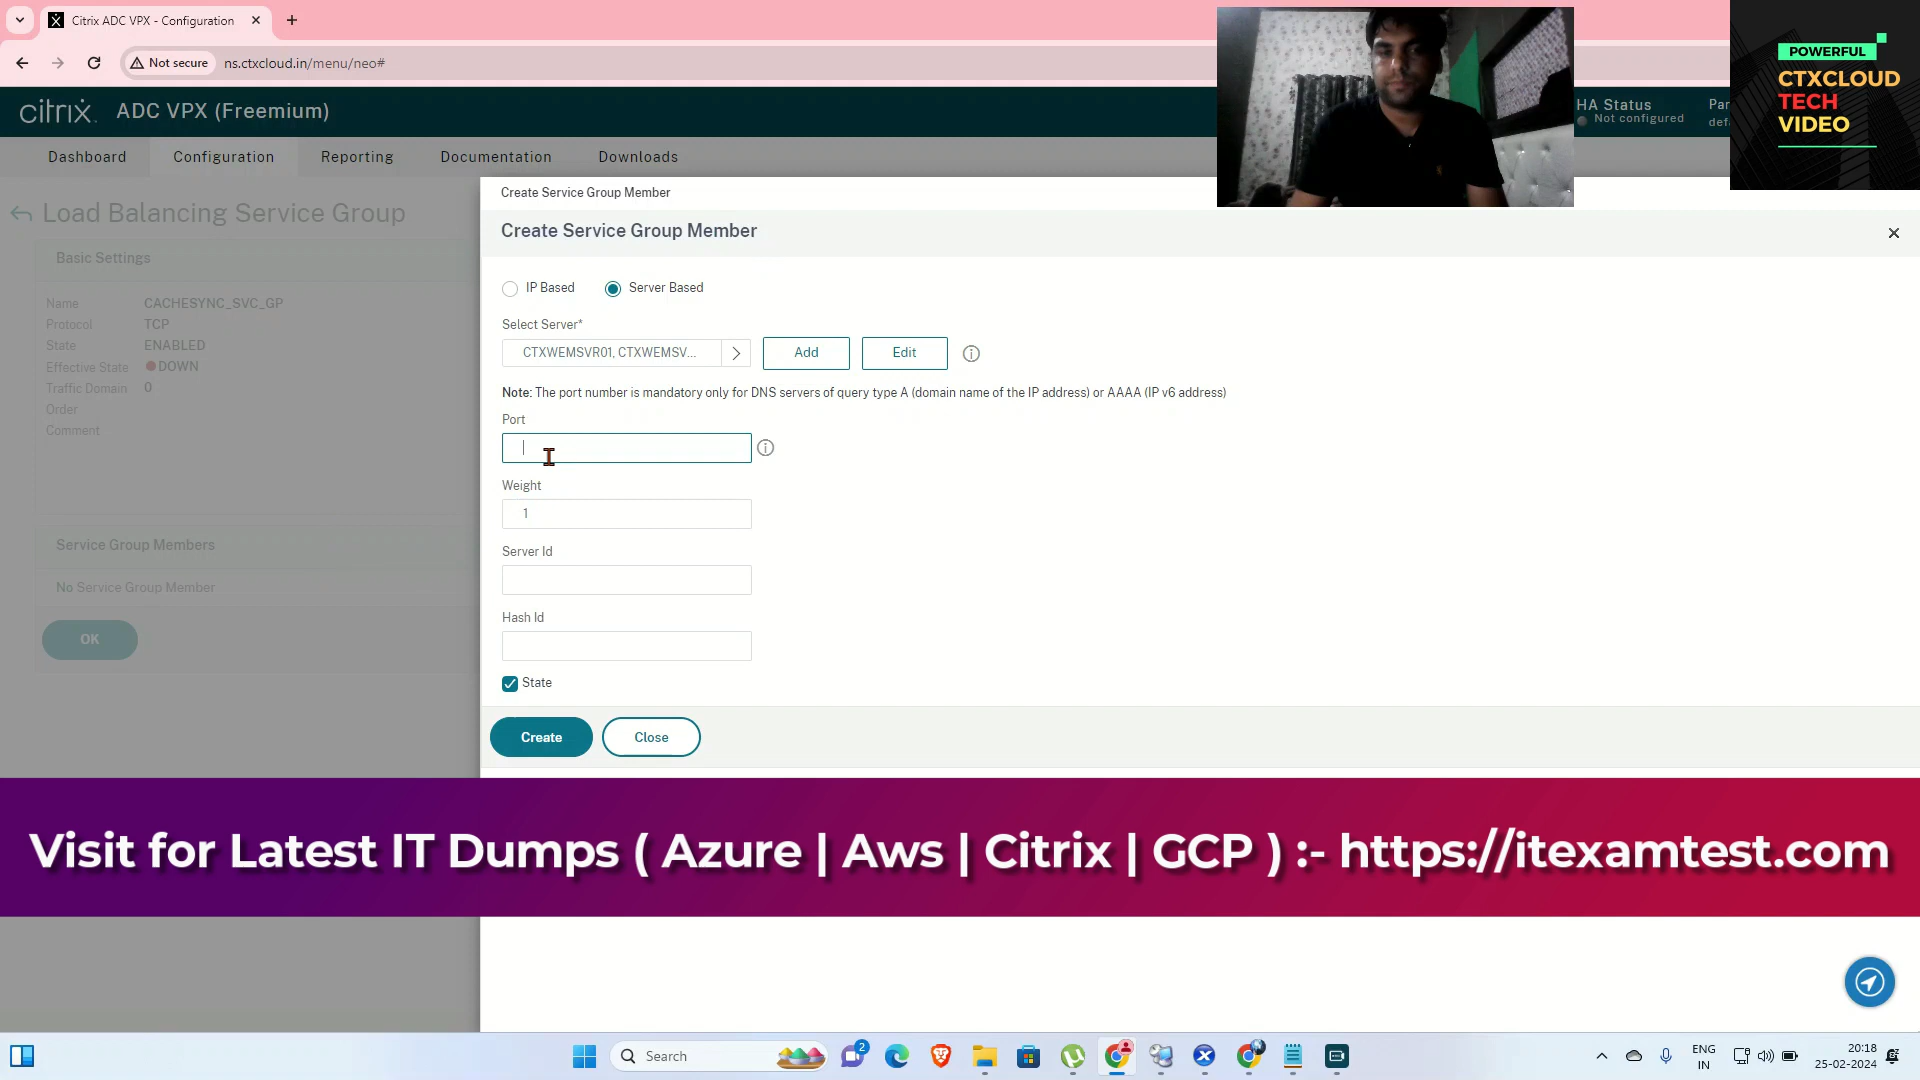 Citrix ADC VPX - Configuration
Not secure
ns.ctxcloud.in/menu/neo#
citrix ADC VPX (Freemium)
HA Status
Not configured
POWERFUL
CTXCLOUD
TECH
VIDEO
Dashboard
Configuration
Reporting
Documentation
Downloads
Load Balancing Service Group
Basic Settings
Name CACHESYNC_SVC_GP
Protocol TCP
State ENABLED
Effective State DOWN
Traffic Domain 0
Order
Comment
Service Group Members
No Service Group Member
OK
Create Service Group Member
Create Service Group Member
IP Based
Server Based
Select Server*
CTXWEMSVR01, CTXWEMSV...
Add
Edit
Note: The port number is mandatory only for DNS servers of query type A (domain name of the IP address) or AAAA (IP v6 address)
Port
Weight
1
Server Id
Hash Id
State
Create
Close
Visit for Latest IT Dumps ( Azure | Aws | Citrix | GCP ) :- https://itexamtest.com
Search
2
ENG
IN
20:18
25-02-2024